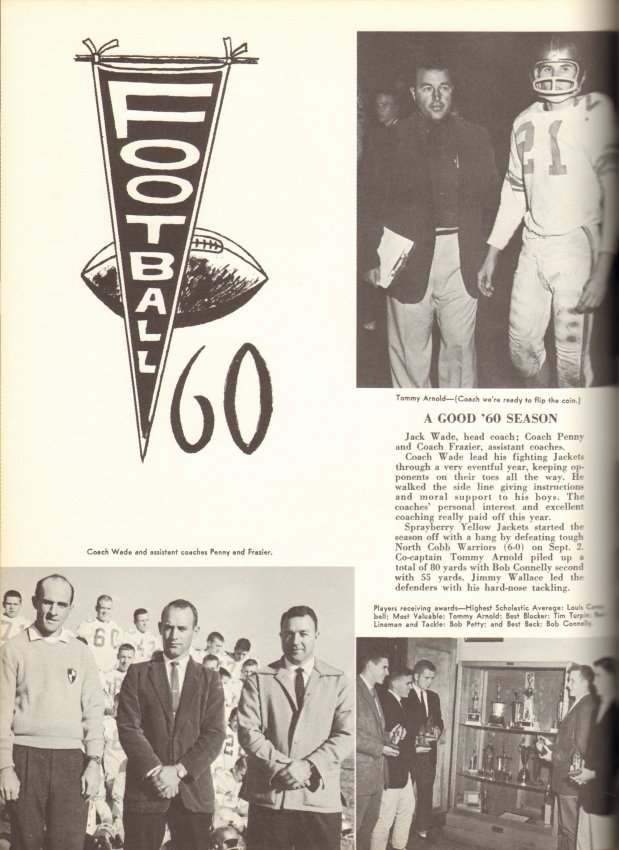 FOOTBALL
'60
21
Tommy Arnold—(Coach we're ready to flip the coin.)
A GOOD '60 SEASON
Jack Wade, head coach; Coach Penny
and Coach Frazier, assistant coaches.
Coach Wade lead his fighting Jackets
through a very eventful year, keeping op-
ponents on their toes all the way. He
walked the side line giving instructions
and moral support to his boys. The
coaches' personal interest and excellent
coaching really paid off this year.
Sprayberry Yellow Jackets started the
season off with a bang by defeating tough
North Cobb Warriors (6-0) on Sept. 2.
Co-captain Tommy Arnold piled up a
total of 80 yards with Bob Connelly second
with 55 yards. Jimmy Wallace led the
defenders with his hard-nose tackling.
Coach Wade and assistant coaches Penny and Frazier.
Players receiving awards—Highest Scholastic Average: Louis
bell; Most Valuable: Tommy Arnold; Best Blocker: Tim Turpin;
Lineman and Tackle: Bob Petty; and Best Back: Bob Connelly.